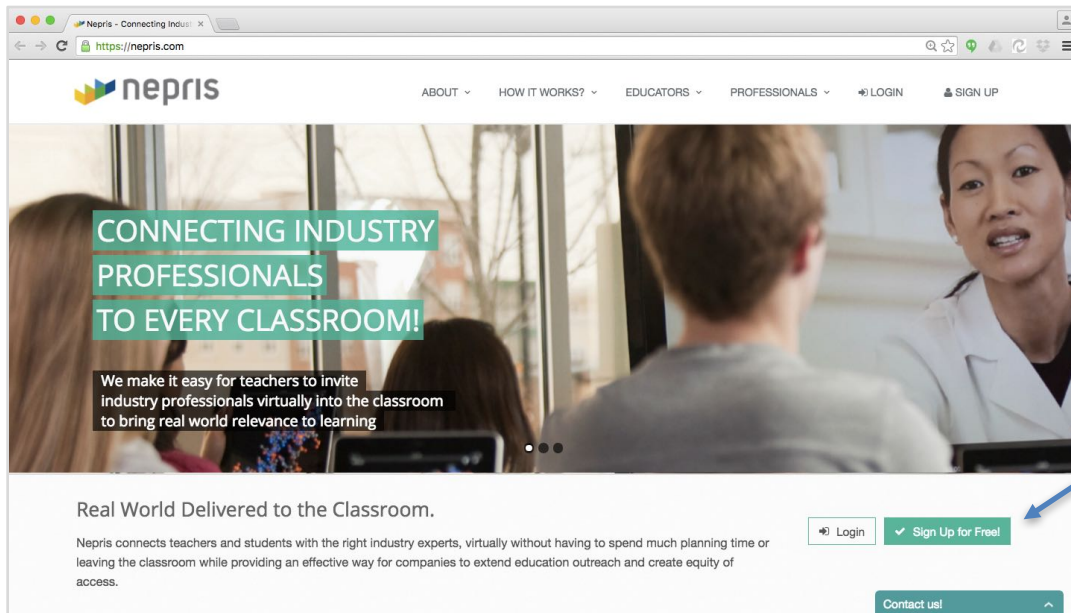 Nepris - Connecting Indust
https://nepris.com
nepris
ABOUT HOW IT WORKS? EDUCATORS PROFESSIONALS LOGIN SIGN UP
CONNECTING INDUSTRY
PROFESSIONALS
TO EVERY CLASSROOM!
We make it easy for teachers to invite
industry professionals virtually into the classroom
to bring real world relevance to learning
Real World Delivered to the Classroom.
Login Sign Up for Free!
Nepris connects teachers and students with the right industry experts, virtually without having to spend much planning time or
leaving the classroom while providing an effective way for companies to extend education outreach and create equity of
access.
Contact us!